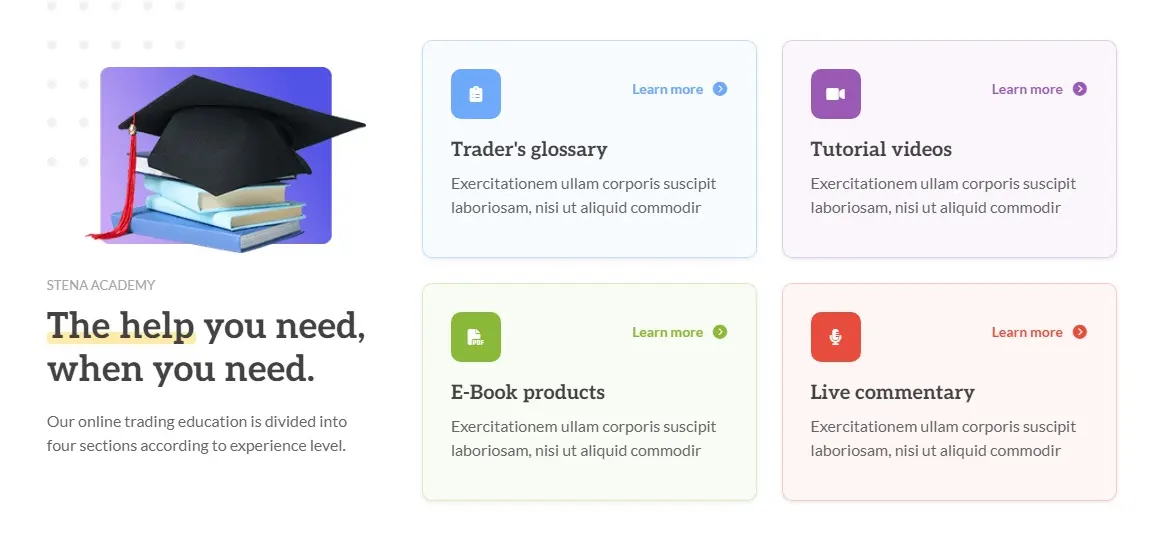 STENA ACADEMY
The help you need,
when you need.
Our online trading education is divided into
four sections according to experience level.
Learn more
Trader's glossary
Exercitationem ullam corporis suscipit
laboriosam, nisi ut aliquid commodir
Learn more
Tutorial videos
Exercitationem ullam corporis suscipit
laboriosam, nisi ut aliquid commodir
PDF
Learn more
E-Book products
Exercitationem ullam corporis suscipit
laboriosam, nisi ut aliquid commodir
Learn more
Live commentary
Exercitationem ullam corporis suscipit
laboriosam, nisi ut aliquid commodir